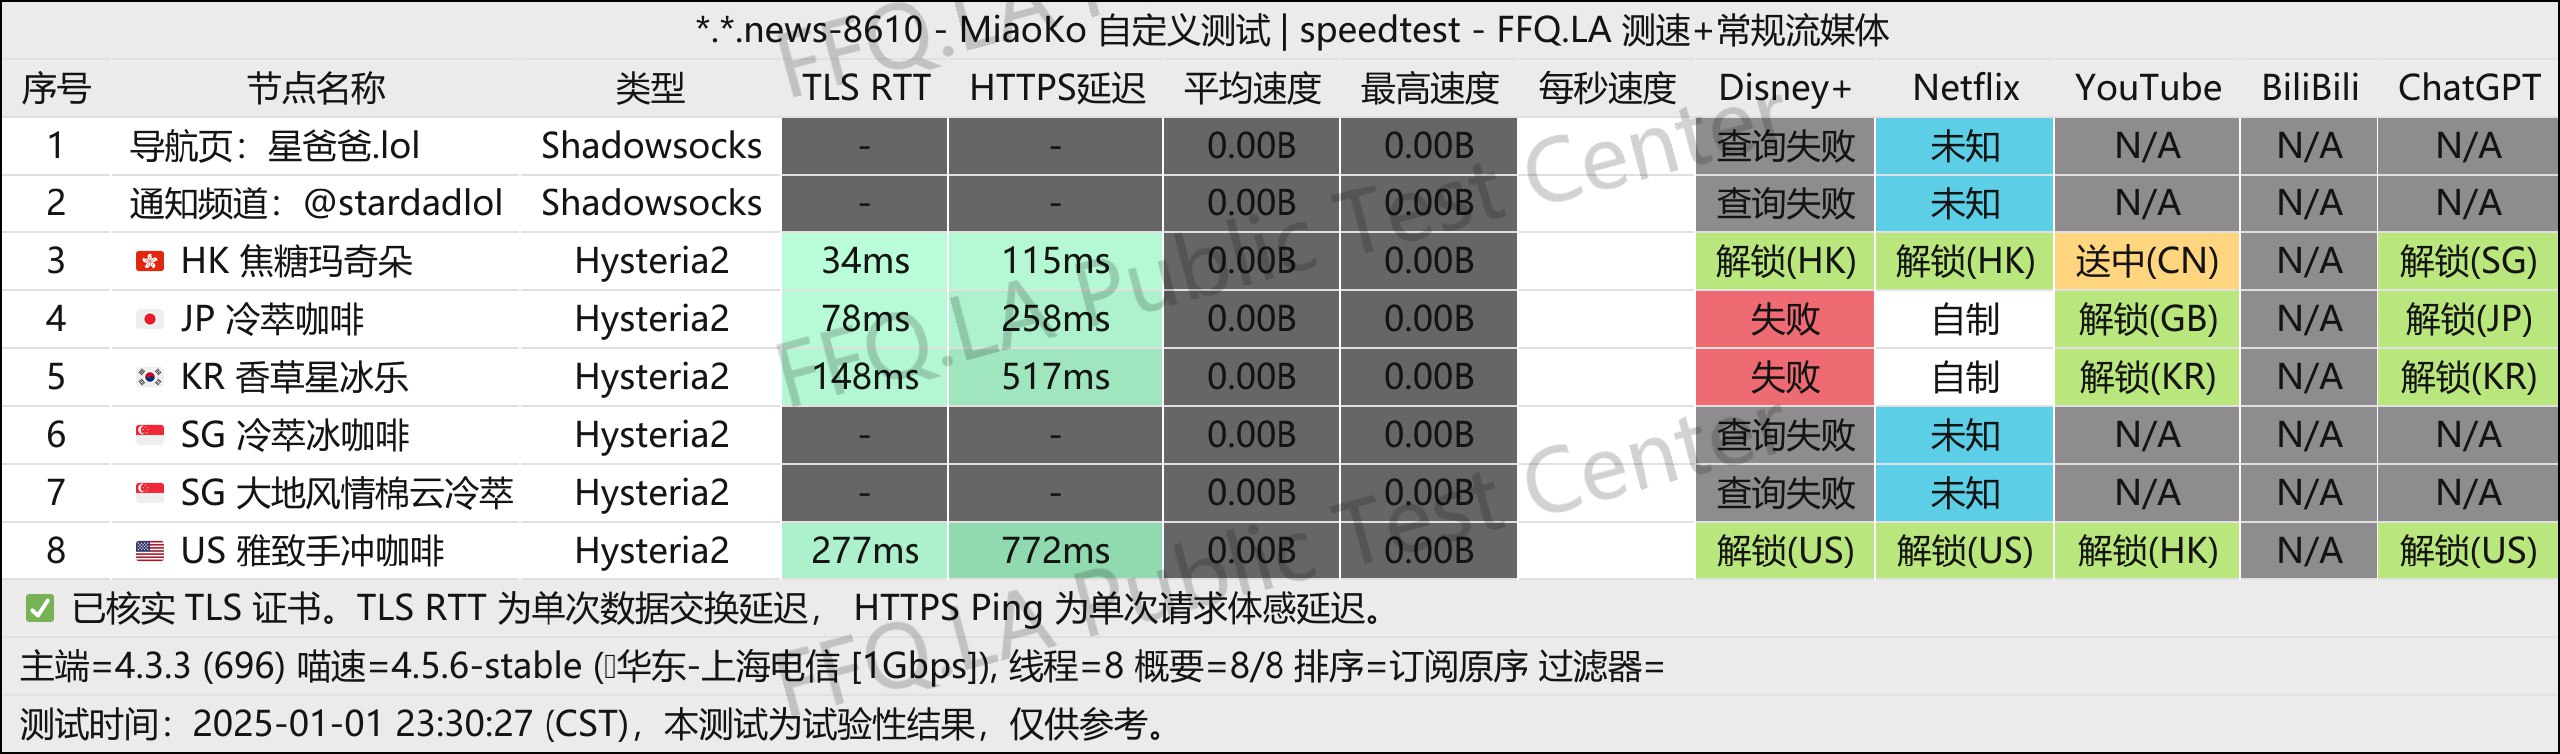 *.*.news-8610 - MiaoKo 自定义测试 | speedtest - FFQ.LA 测速+常规流媒体
序号 节点名称 类型 TLS RTT HTTPS延迟 平均速度 最高速度 每秒速度 Disney+ Netflix YouTube BiliBili ChatGPT
1 导航页：星爸爸.lol Shadowsocks - - 0.00B 0.00B 查询失败 未知 N/A N/A N/A
2 通知频道：@stardadlol Shadowsocks - - 0.00B 0.00B 查询失败 未知 N/A N/A N/A
3 HK 焦糖玛奇朵 Hysteria2 34ms 115ms 0.00B 0.00B 解锁(HK) 解锁(HK) 送中(CN) N/A 解锁(SG)
4 JP 冷萃咖啡 Hysteria2 78ms 258ms 0.00B 0.00B 失败 自制 解锁(GB) N/A 解锁(JP)
5 KR 香草星冰乐 Hysteria2 148ms 517ms 0.00B 0.00B 失败 自制 解锁(KR) N/A 解锁(KR)
6 SG 冷萃冰咖啡 Hysteria2 - - 0.00B 0.00B 查询失败 未知 N/A N/A N/A
7 SG 大地风情棉云冷萃 Hysteria2 - - 0.00B 0.00B 查询失败 未知 N/A N/A N/A
8 US 雅致手冲咖啡 Hysteria2 277ms 772ms 0.00B 0.00B 解锁(US) 解锁(US) 解锁(HK) N/A 解锁(US)
✅ 已核实 TLS 证书。TLS RTT 为单次数据交换延迟， HTTPS Ping 为单次请求体感延迟。
主端=4.3.3 (696) 喵速=4.5.6-stable (华东-上海电信 [1Gbps]), 线程=8 概要=8/8 排序=订阅原序 过滤器=
测试时间：2025-01-01 23:30:27 (CST)，本测试为试验性结果，仅供参考。
FFQ.LA Public Test Center
FFQ.LA Public Test Center